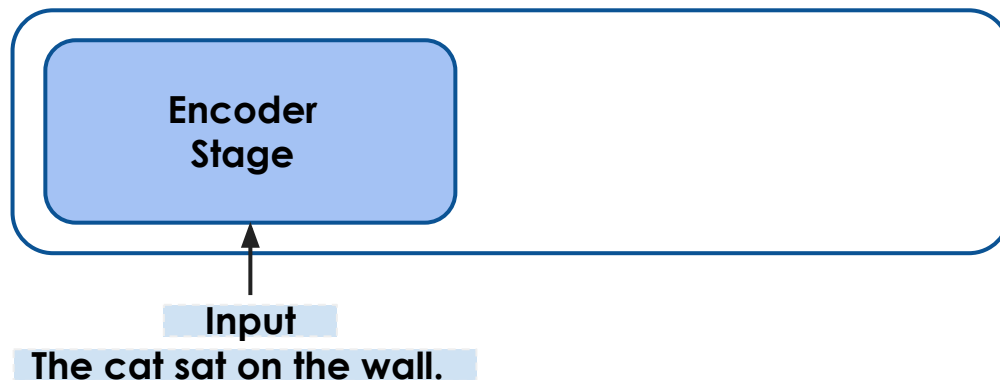 Encoder
Stage
Input
The cat sat on the wall.